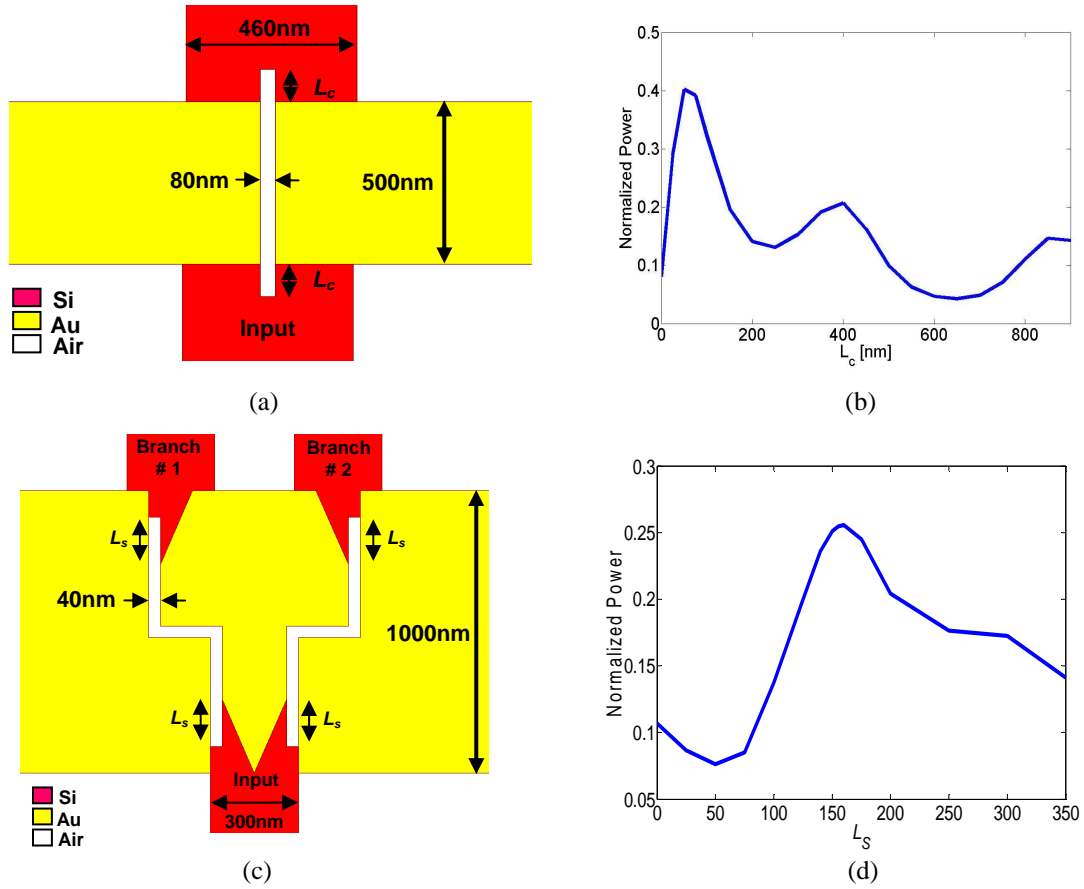 460nm
L_c
80nm
500nm
L_c
Input
Si
Au
Air
(a)
0.5
0.4
0.3
0.2
0.1
0
0 200 400 600 800
Normalized Power
L_c [nm]
(b)
Branch # 1
Branch # 2
L_s
L_s
40nm
1000nm
L_s
L_s
Input
300nm
Si
Au
Air
(c)
0.3
0.25
0.2
0.15
0.1
0.05
0 50 100 150 200 250 300 350
Normalized Power
L_S
(d)